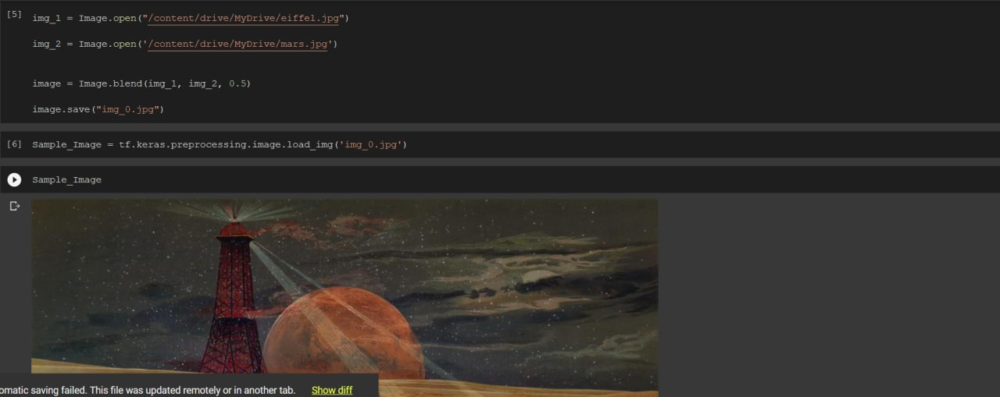 [5] img_1 = Image.open("/content/drive/MyDrive/eiffel.jpg")
img_2 = Image.open('/content/drive/MyDrive/mars.jpg')
image = Image.blend(img_1, img_2, 0.5)
image.save("img_0.jpg")
[6] Sample_Image = tf.keras.preprocessing.image.load_img('img_0.jpg')
Sample_Image
omatic saving failed. This file was updated remotely or in another tab. Show diff